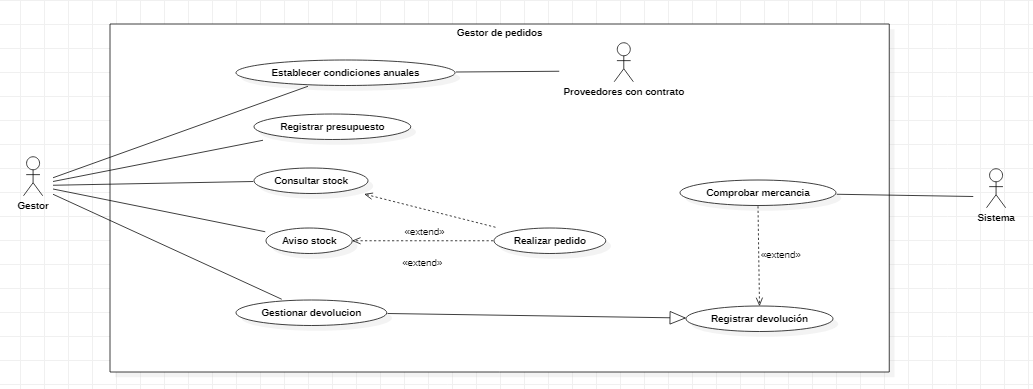 Gestor de pedidos
Establecer condiciones anuales
Proveedores con contrato
Registrar presupuesto
Consultar stock
Comprobar mercancia
Gestor
Sistema
«extend»
Aviso stock
Realizar pedido
«extend»
«extend»
Gestionar devolucion
Registrar devolución